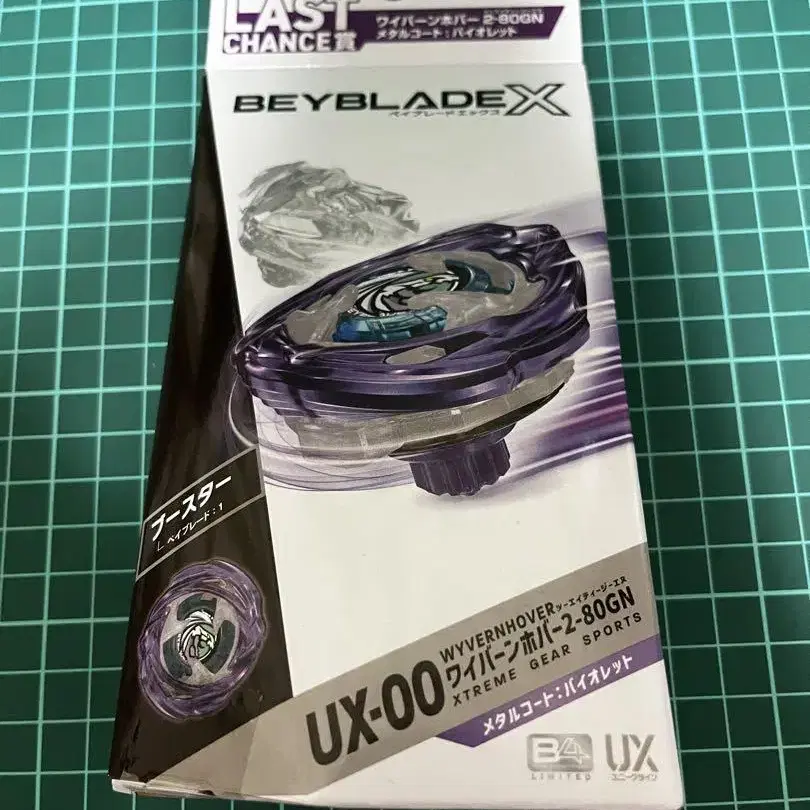 LAST
CHANCE賞
ワイバーンホバー2-80GN
メタルコート:バイオレット
BEYBLADE X
ベイブレードエックス
ブースター
ベイブレード:1
WYVERNHOVER ツーエイティージーエヌ
UX-00 ワイバーンホバー2-80GN
XTREME GEAR SPORTS
メタルコート:バイオレット
B4 UX
LIMITED ユニークライン